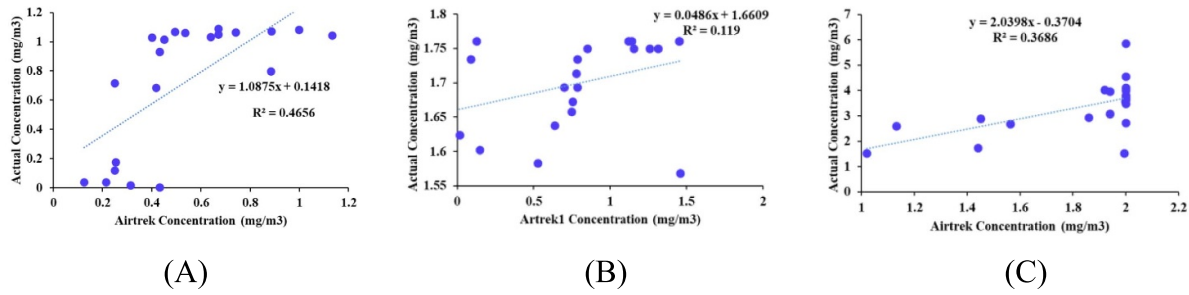 1.2
1
0.8
0.6
0.4
0.2
0
0
0.2
0.4
0.6
0.8
1
1.2
Actual Concentration (mg/m3)
Airtrek Concentration (mg/m3)
y = 1.0875x + 0.1418
R² = 0.4656
(A)
1.8
1.75
1.7
1.65
1.6
1.55
0
0.5
1
1.5
2
Actual Concentration (mg/m3)
Artrek1 Concentration (mg/m3)
y = 0.0486x + 1.6609
R² = 0.119
(B)
7
6
5
4
3
2
1
0
1
1.2
1.4
1.6
1.8
2
2.2
Actual Concentration (mg/m3)
Airtrek Concentration (mg/m3)
y = 2.0398x - 0.3704
R² = 0.3686
(C)